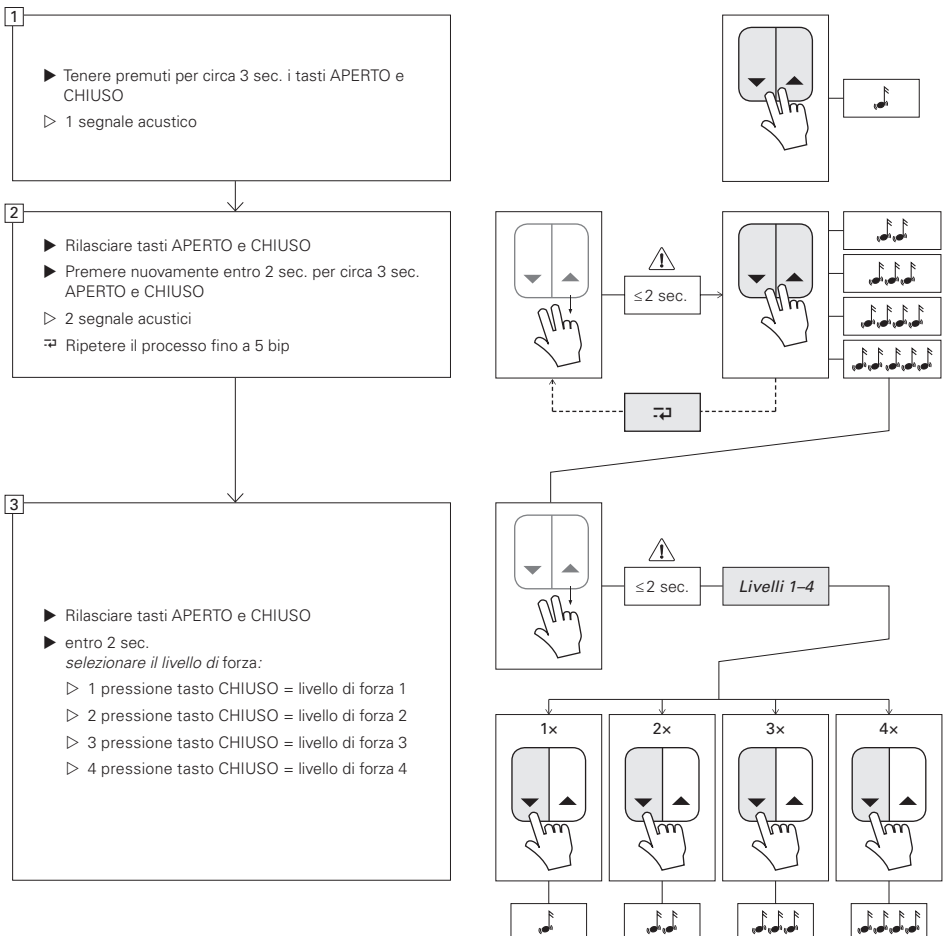 1
▶ Tenere premuti per circa 3 sec. i tasti APERTO e
CHIUSO
▷ 1 segnale acustico
2
▶ Rilasciare tasti APERTO e CHIUSO
▶ Premere nuovamente entro 2 sec. per circa 3 sec.
APERTO e CHIUSO
▷ 2 segnale acustici
Ripetere il processo fino a 5 bip
≤2 sec.
3
▶ Rilasciare tasti APERTO e CHIUSO
▶ entro 2 sec.
selezionare il livello di forza:
▷ 1 pressione tasto CHIUSO = livello di forza 1
▷ 2 pressione tasto CHIUSO = livello di forza 2
▷ 3 pressione tasto CHIUSO = livello di forza 3
▷ 4 pressione tasto CHIUSO = livello di forza 4
≤2 sec.
Livelli 1–4
1×
2×
3×
4×